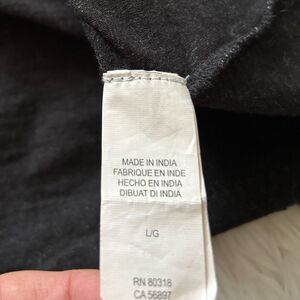 MADE IN INDIA
FABRIQUE EN INDE
HECHO EN INDIA
DIBUAT DI INDIA
L/G
RN 80318
CA 56897